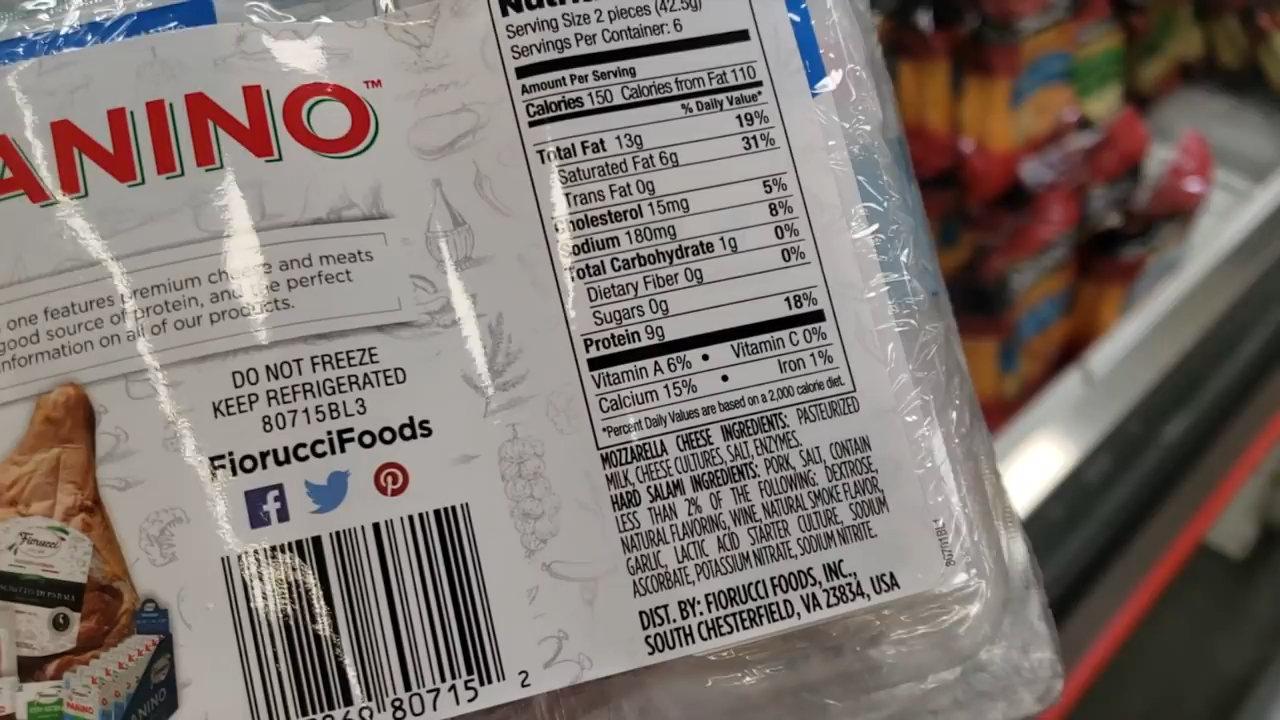 ANINO™
one features premium cheese and meats
good source of protein, and the perfect
information on all of our products.
DO NOT FREEZE
KEEP REFRIGERATED
80715BL3
FiorucciFoods
80715 2
Fiorucci
PANINO
Serving Size 2 pieces (42.5g)
Servings Per Container: 6
Amount Per Serving
Calories 150 Calories from Fat 110
% Daily Value*
Total Fat 13g 19%
Saturated Fat 6g 31%
Trans Fat 0g
Cholesterol 15mg 5%
Sodium 180mg 8%
Total Carbohydrate 1g 0%
Dietary Fiber 0g 0%
Sugars 0g
Protein 9g 18%
Vitamin A 6% • Vitamin C 0%
Calcium 15% • Iron 1%
*Percent Daily Values are based on a 2,000 calorie diet.
MOZZARELLA CHEESE INGREDIENTS: PASTEURIZED
MILK, CHEESE CULTURES, SALT, ENZYMES.
HARD SALAMI INGREDIENTS: PORK, SALT, CONTAIN
LESS THAN 2% OF THE FOLLOWING: DEXTROSE,
NATURAL FLAVORING, WINE, NATURAL SMOKE FLAVOR,
GARLIC, LACTIC ACID STARTER CULTURE, SODIUM
ASCORBATE, POTASSIUM NITRATE, SODIUM NITRITE.
DIST. BY: FIORUCCI FOODS, INC.,
SOUTH CHESTERFIELD, VA 23834, USA